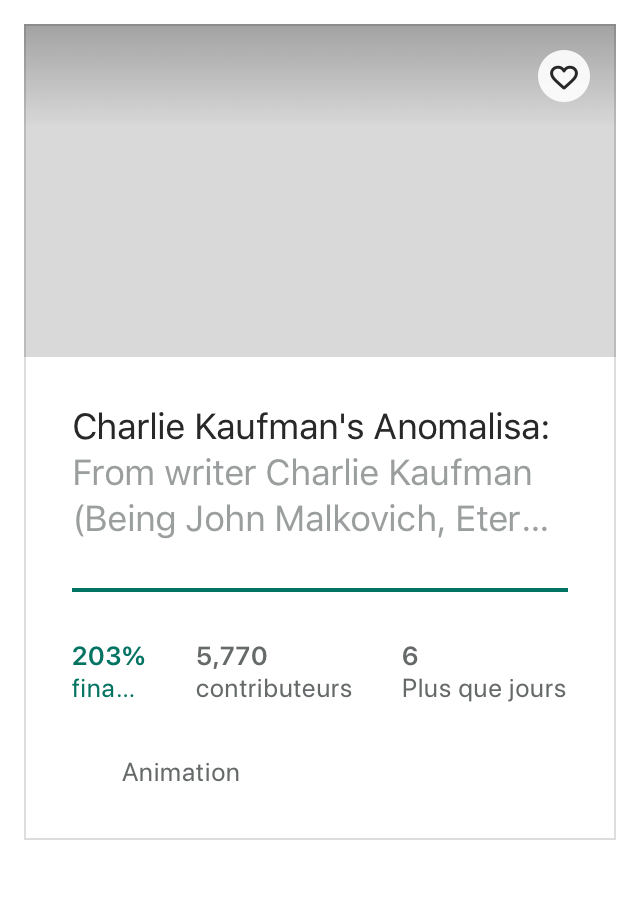 Charlie Kaufman's Anomalisa:
From writer Charlie Kaufman
(Being John Malkovich, Eter...
203%
fina...
5,770
contributeurs
6
Plus que jours
Animation